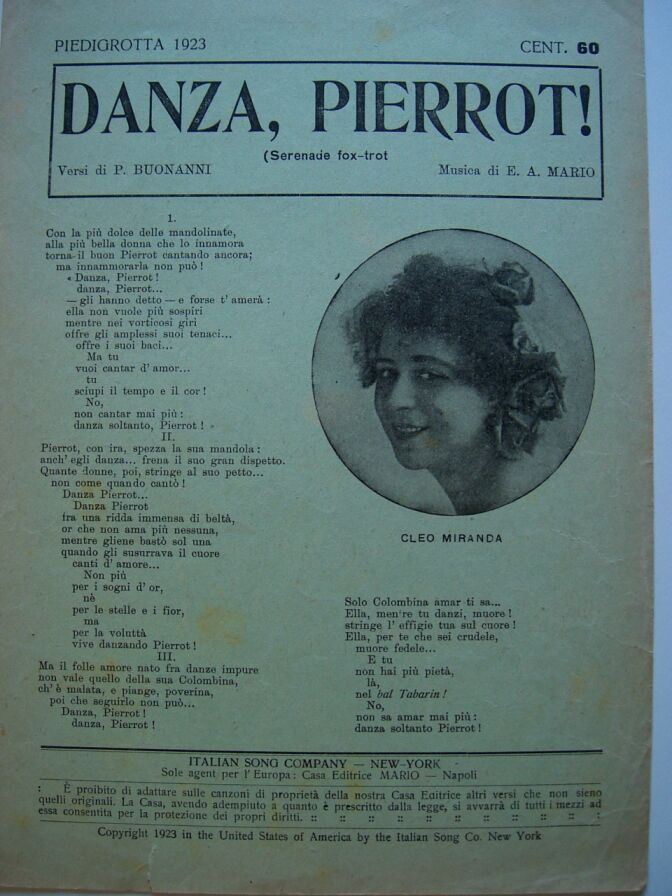 PIEDIGROTTA 1923
CENT. 60
DANZA, PIERROT!
(Serenade fox-trot
Versi di P. BUONANNI
Musica di E. A. MARIO
1.
Con la più dolce delle mandolinate,
alla più bella donna che lo innamora
torna il buon Pierrot cantando ancora;
ma innammorarla non può!
« Danza, Pierrot!
danza, Pierrot...
— gli hanno detto — e forse t' amerà:
ella non vuole più sospiri
mentre nei vorticosi giri
offre gli amplessi suoi tenaci...
offre i suoi baci...
Ma tu
vuoi cantar d' amor...
tu
sciupi il tempo e il cor!
No,
non cantar mai più:
danza soltanto, Pierrot! »
II.
Pierrot, con ira, spezza la sua mandola:
anch' egli danza... frena il suo gran dispetto.
Quante donne, poi, stringe al suo petto...
non come quando cantò!
Danza Pierrot...
Danza Pierrot
fra una ridda immensa di beltà,
or che non ama più nessuna,
mentre gliene bastò sol una
quando gli susurrava il cuore
canti d' amore...
Non più
per i sogni d' or,
nè
per le stelle e i fior,
ma
per la voluttà
vive danzando Pierrot!
III.
Ma il folle amore nato fra danze impure
non vale quello della sua Colombina,
ch' è malata, e piange, poverina,
poi che seguirlo non può...
Danza, Pierrot!
danza, Pierrot!
CLEO MIRANDA
Solo Colombina amar ti sa...
Ella, mentre tu danzi, muore!
stringe l' effigie tua sul cuore!
Ella, per te che sei crudele,
muore fedele...
E tu
non hai più pietà,
là,
nel bal Tabarin!
No,
non sa amar mai più:
danza soltanto Pierrot!
ITALIAN SONG COMPANY — NEW-YORK
Sole agent per l'Europa: Casa Editrice MARIO — Napoli
: È proibito di adattare sulle canzoni di proprietà della nostra Casa Editrice altri versi che non sieno
quelli originali. La Casa, avendo adempiuto a quanto è prescritto dalla legge, si avvarrà di tutti i mezzi ad
essa consentita per la protezione dei propri diritti. :: :: :: :: :: :: :: :: :: :
Copyright 1923 in the United States of America by the Italian Song Co. New York